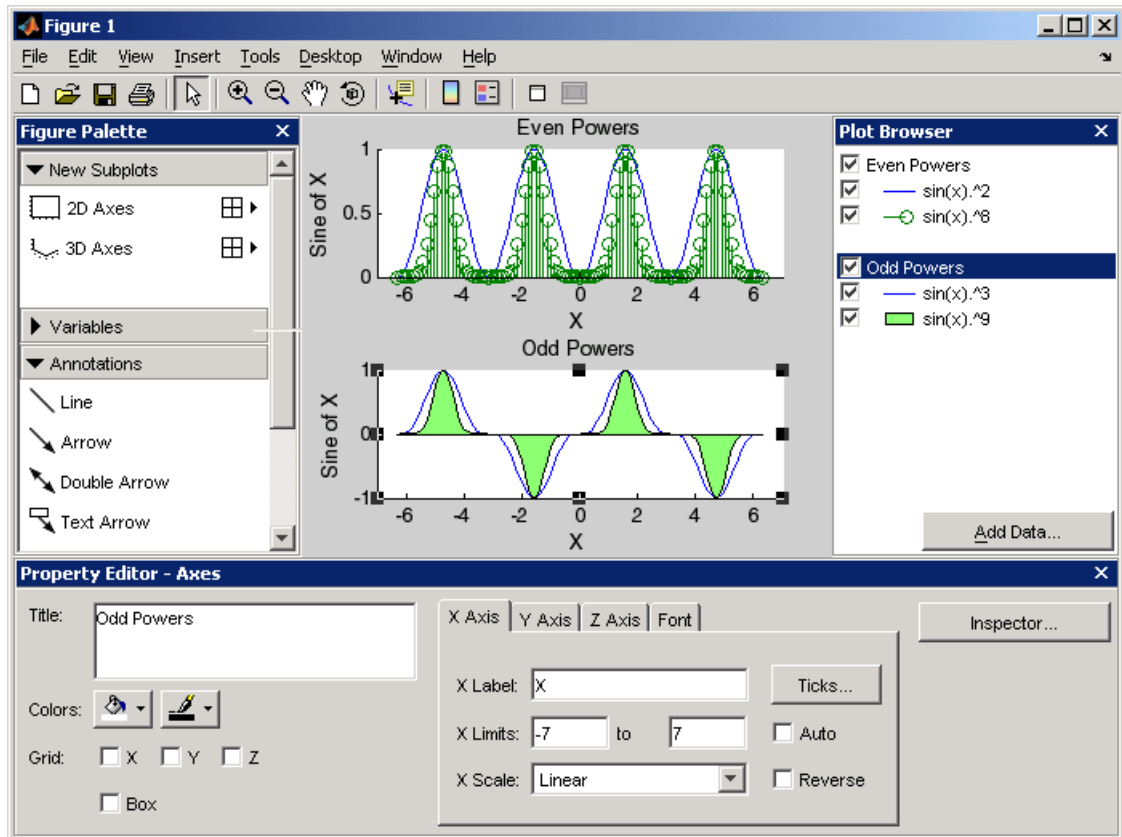 Figure 1
File Edit View Insert Tools Desktop Window Help
Figure Palette
New Subplots
2D Axes
3D Axes
Variables
Annotations
Line
Arrow
Double Arrow
Text Arrow
Even Powers
Sine of X
1
0.5
0
-6 -4 -2 0 2 4 6
X
Odd Powers
Sine of X
1
0
-1
-6 -4 -2 0 2 4 6
X
Plot Browser
Even Powers
sin(x).^2
sin(x).^8
Odd Powers
sin(x).^3
sin(x).^9
Add Data...
Property Editor - Axes
Title: Odd Powers
Colors:
Grid: X Y Z
Box
X Axis Y Axis Z Axis Font
X Label: X Ticks...
X Limits: -7 to 7 Auto
X Scale: Linear Reverse
Inspector...